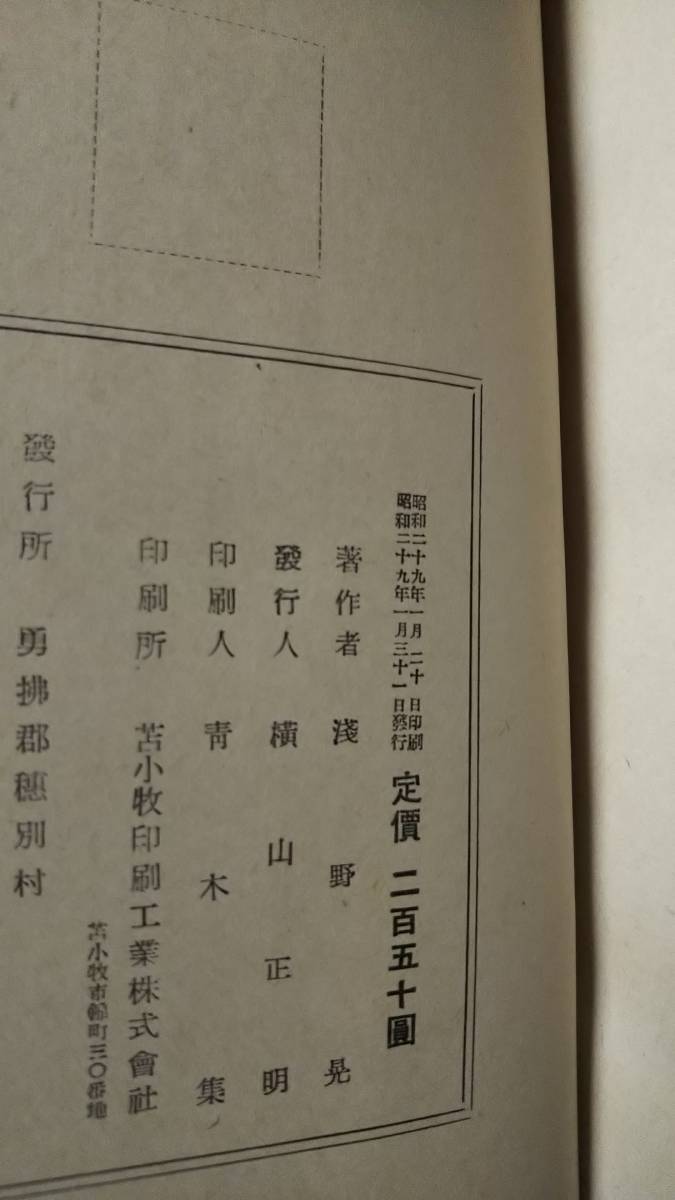 昭和二十九年一月二十日印刷
昭和二十九年一月三十一日發行
定價 二百五十圓
著作者 淺野晃
發行人 橫山正明
印刷人 靑木集
印刷所 苫小牧印刷工業株式會社
苫小牧市幸町三〇番地
發行所 勇拂郡穗別村